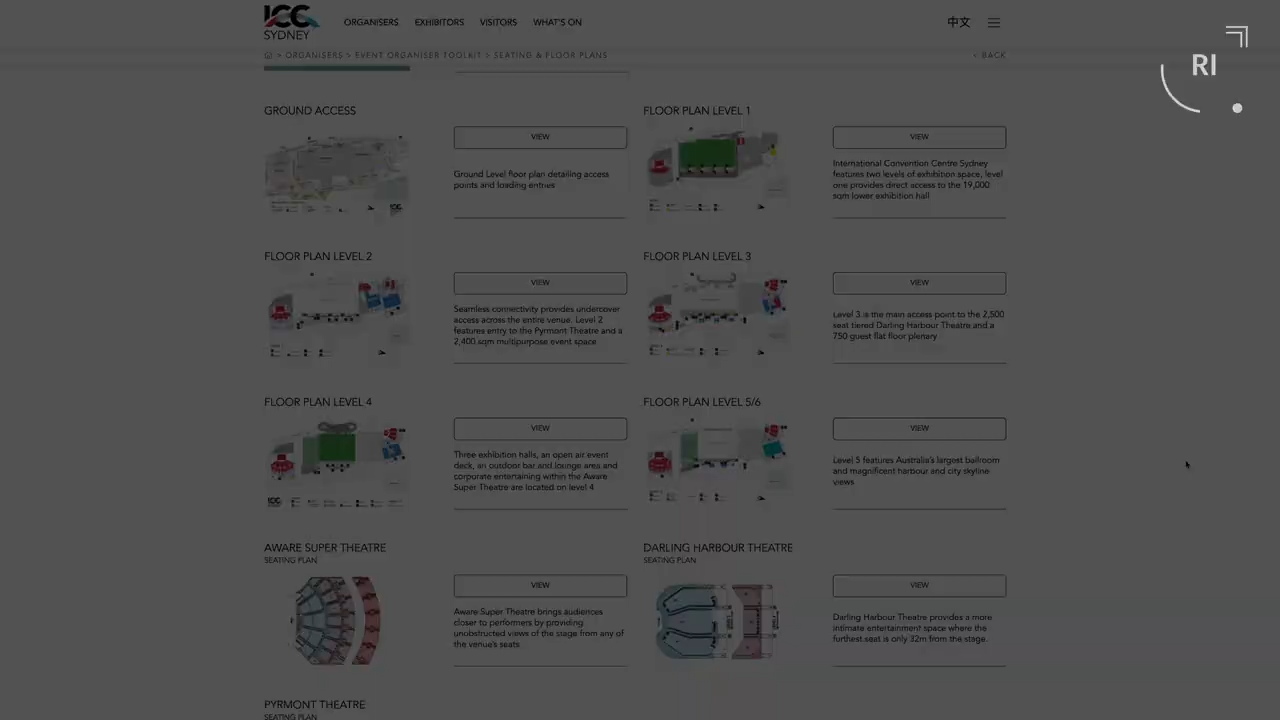 ICC
SYDNEY
ORGANISERS
EXHIBITORS
VISITORS
WHAT'S ON
中文
RI
> ORGANISERS > EVENT ORGANISER TOOLKIT > SEATING & FLOOR PLANS
< BACK
GROUND ACCESS
VIEW
Ground Level floor plan detailing access
points and loading entries
FLOOR PLAN LEVEL 1
VIEW
International Convention Centre Sydney
features two levels of exhibition space, level
one provides direct access to the 19,000
sqm lower exhibition hall
FLOOR PLAN LEVEL 2
VIEW
Seamless connectivity provides undercover
access across the entire venue. Level 2
features entry to the Pyrmont Theatre and a
2,400 sqm multipurpose event space
FLOOR PLAN LEVEL 3
VIEW
Level 3 is the main access point to the 2,500
seat tiered Darling Harbour Theatre and a
750 guest flat floor plenary
FLOOR PLAN LEVEL 4
VIEW
Three exhibition halls, an open air event
deck, an outdoor bar and lounge area and
corporate entertaining within the Aware
Super Theatre are located on level 4
FLOOR PLAN LEVEL 5/6
VIEW
Level 5 features Australia's largest ballroom
and magnificent harbour and city skyline
views
AWARE SUPER THEATRE
SEATING PLAN
VIEW
Aware Super Theatre brings audiences
closer to performers by providing
unobstructed views of the stage from any of
the venue's seats
DARLING HARBOUR THEATRE
SEATING PLAN
VIEW
Darling Harbour Theatre provides a more
intimate entertainment space where the
furthest seat is only 32m from the stage.
PYRMONT THEATRE
SEATING PLAN